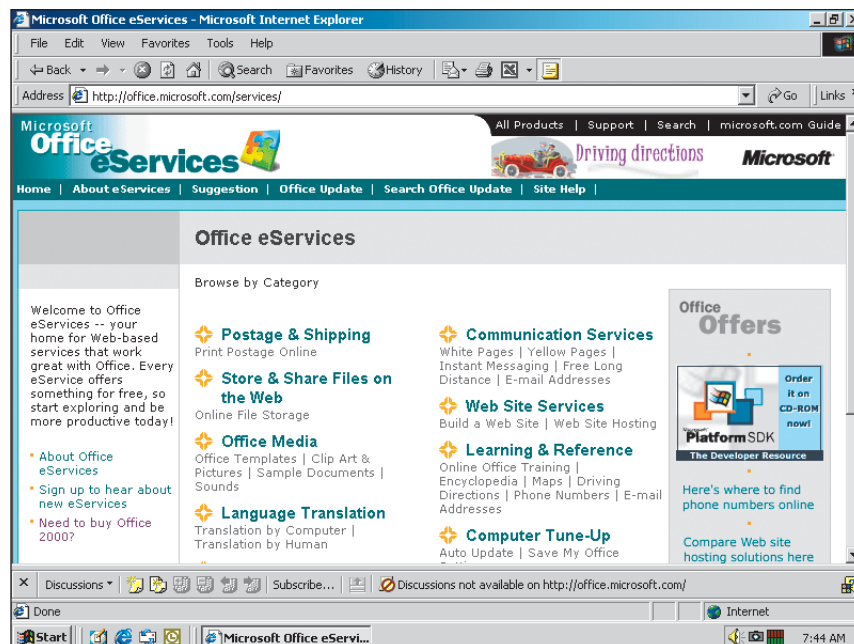 Microsoft Office eServices - Microsoft Internet Explorer
File Edit View Favorites Tools Help
Back Search Favorites History
Address http://office.microsoft.com/services/ Go Links
Microsoft
Office
eServices
All Products | Support | Search | microsoft.com Guide
Driving directions
Microsoft
Home | About eServices | Suggestion | Office Update | Search Office Update | Site Help |
Office eServices
Browse by Category
Welcome to Office
eServices -- your
home for Web-based
services that work
great with Office. Every
eService offers
something for free, so
start exploring and be
more productive today!
About Office
eServices
Sign up to hear about
new eServices
Need to buy Office
2000?
Postage & Shipping
Print Postage Online
Store & Share Files on
the Web
Online File Storage
Office Media
Office Templates | Clip Art &
Pictures | Sample Documents |
Sounds
Language Translation
Translation by Computer |
Translation by Human
Communication Services
White Pages | Yellow Pages |
Instant Messaging | Free Long
Distance | E-mail Addresses
Web Site Services
Build a Web Site | Web Site Hosting
Learning & Reference
Online Office Training |
Encyclopedia | Maps | Driving
Directions | Phone Numbers | E-mail
Addresses
Computer Tune-Up
Auto Update | Save My Office
Office
Offers
Order
it on
CD-ROM
now!
Microsoft
Platform SDK
The Developer Resource
Here's where to find
phone numbers online
Compare Web site
hosting solutions here
Discussions Subscribe... Discussions not available on http://office.microsoft.com/
Done Internet
Start Microsoft Office eServi... 7:44 AM